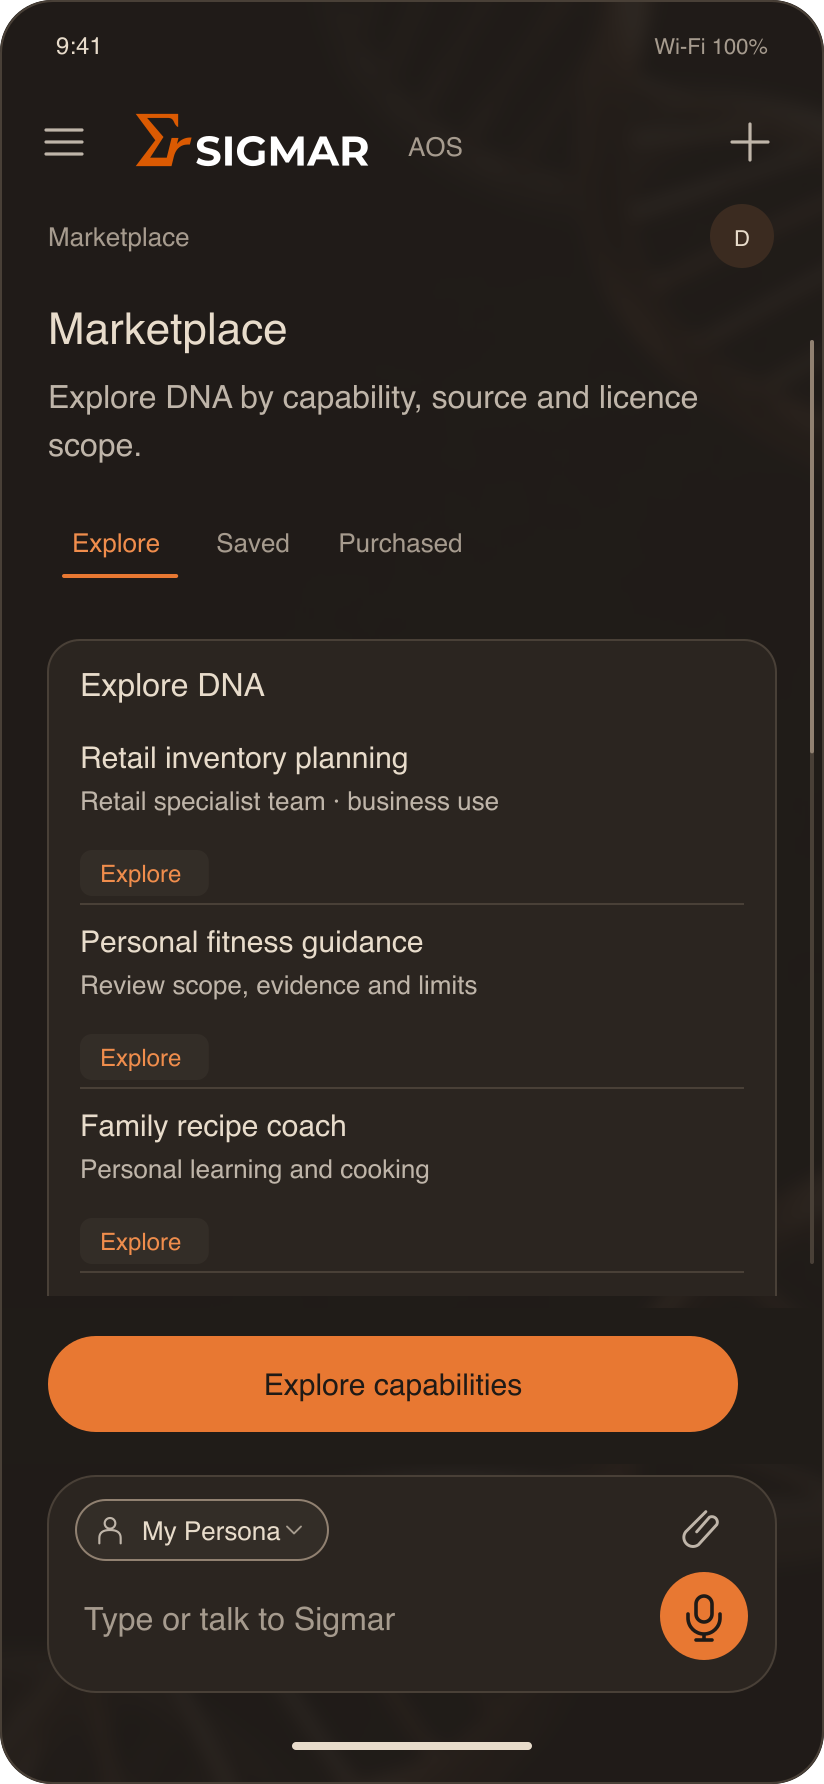 9:41
Wi-Fi 100%
Σr SIGMAR AOS
Marketplace
D
Marketplace
Explore DNA by capability, source and licence
scope.
Explore Saved Purchased
Explore DNA
Retail inventory planning
Retail specialist team · business use
Explore
Personal fitness guidance
Review scope, evidence and limits
Explore
Family recipe coach
Personal learning and cooking
Explore
Explore capabilities
My Persona
Type or talk to Sigmar